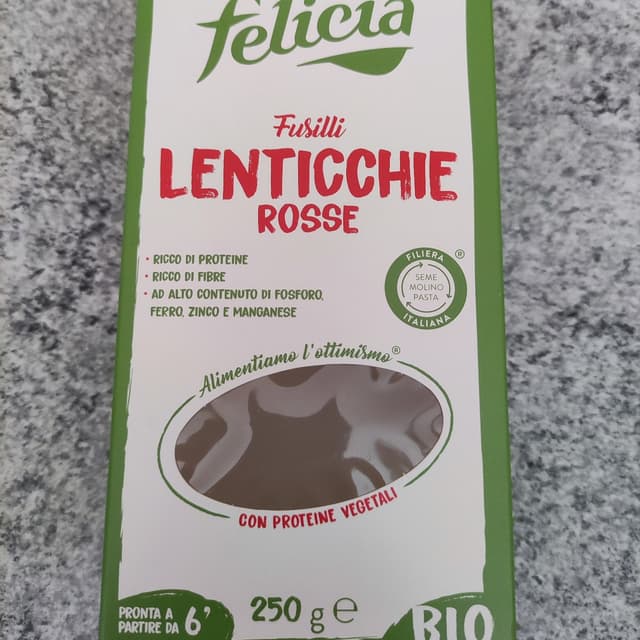 felicia
Fusilli
LENTICCHIE
ROSSE
• RICCO DI PROTEINE
• RICCO DI FIBRE
• AD ALTO CONTENUTO DI FOSFORO,
FERRO, ZINCO E MANGANESE
FILIERA ®
SEME
MOLINO
PASTA
ITALIANA
Alimentiamo l'ottimismo®
CON PROTEINE VEGETALI
PRONTA A
PARTIRE DA 6'
250 g e
BIO